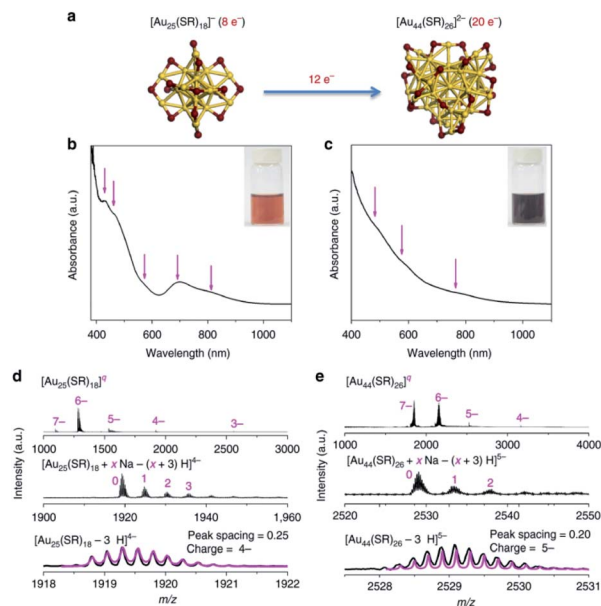 a
[Au25(SR)18]− (8 e−)
[Au44(SR)26]2− (20 e−)
12 e−
b
Absorbance (a.u.)
400 600 800 1000
Wavelength (nm)
c
Absorbance (a.u.)
400 600 800 1000
Wavelength (nm)
d
[Au25(SR)18]q
7− 6− 5− 4− 3−
1000 1500 2000 2500 3000
[Au25(SR)18 + x Na − (x + 3) H]4−
0 1 2 3
1900 1920 1940 1,960
[Au25(SR)18 − 3 H]4−
Peak spacing = 0.25
Charge = 4−
1918 1919 1920 1921 1922
m/z
Intensity (a.u.)
e
[Au44(SR)26]q
7− 6− 5− 4−
1000 2000 3000 4000
[Au44(SR)26 + x Na − (x + 3) H]5−
0 1 2
2520 2530 2540 2550
[Au44(SR)26 − 3 H]5−
Peak spacing = 0.20
Charge = 5−
2528 2529 2530 2531
m/z
Intensity (a.u.)